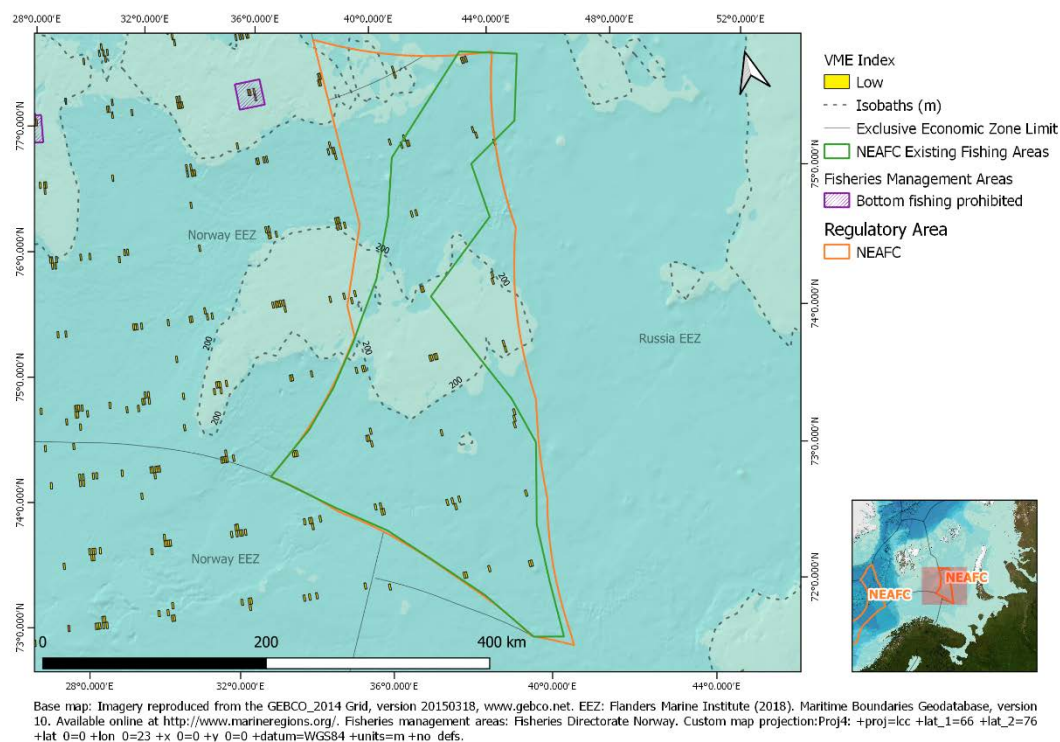 28°0.000'E 32°0.000'E 36°0.000'E 40°0.000'E 44°0.000'E 48°0.000'E 52°0.000'E
VME Index
Low
Isobaths (m)
Exclusive Economic Zone Limit
NEAFC Existing Fishing Areas
Fisheries Management Areas
Bottom fishing prohibited
Regulatory Area
NEAFC
77°0.000'N
76°0.000'N
75°0.000'N
74°0.000'N
73°0.000'N
75°0.000'N
74°0.000'N
73°0.000'N
72°0.000'N
Norway EEZ
200
200
Russia EEZ
200
200
200
200
Norway EEZ
0 200 400 km
NEAFC
NEAFC
28°0.000'E 32°0.000'E 36°0.000'E 40°0.000'E 44°0.000'E
Base map: Imagery reproduced from the GEBCO_2014 Grid, version 20150318, www.gebco.net. EEZ: Flanders Marine Institute (2018). Maritime Boundaries Geodatabase, version
10. Available online at http://www.marineregions.org/. Fisheries management areas: Fisheries Directorate Norway. Custom map projection:Proj4: +proj=lcc +lat_1=66 +lat_2=76
+lat_0=0 +lon_0=23 +x_0=0 +y_0=0 +datum=WGS84 +units=m +no_defs.